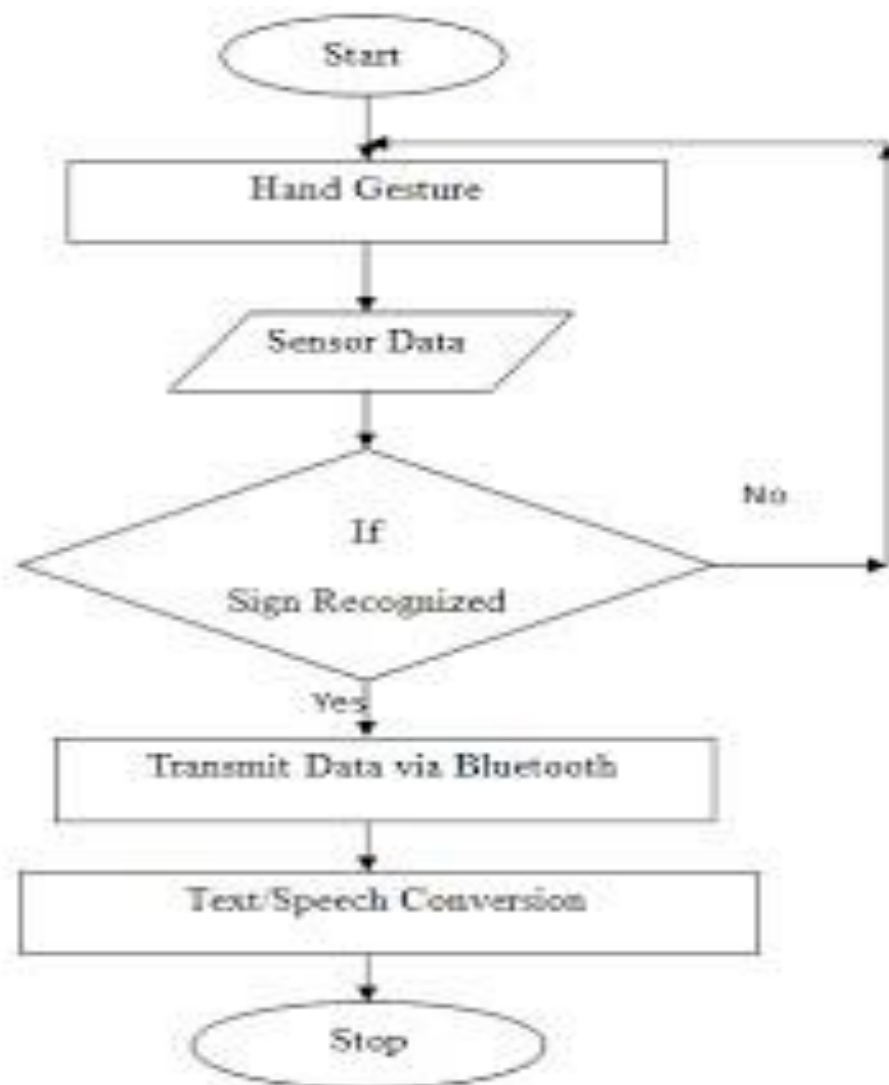 Start
Hand Gesture
Sensor Data
If
Sign Recognized
No
Yes
Transmit Data via Bluetooth
Text/Speech Conversion
Stop